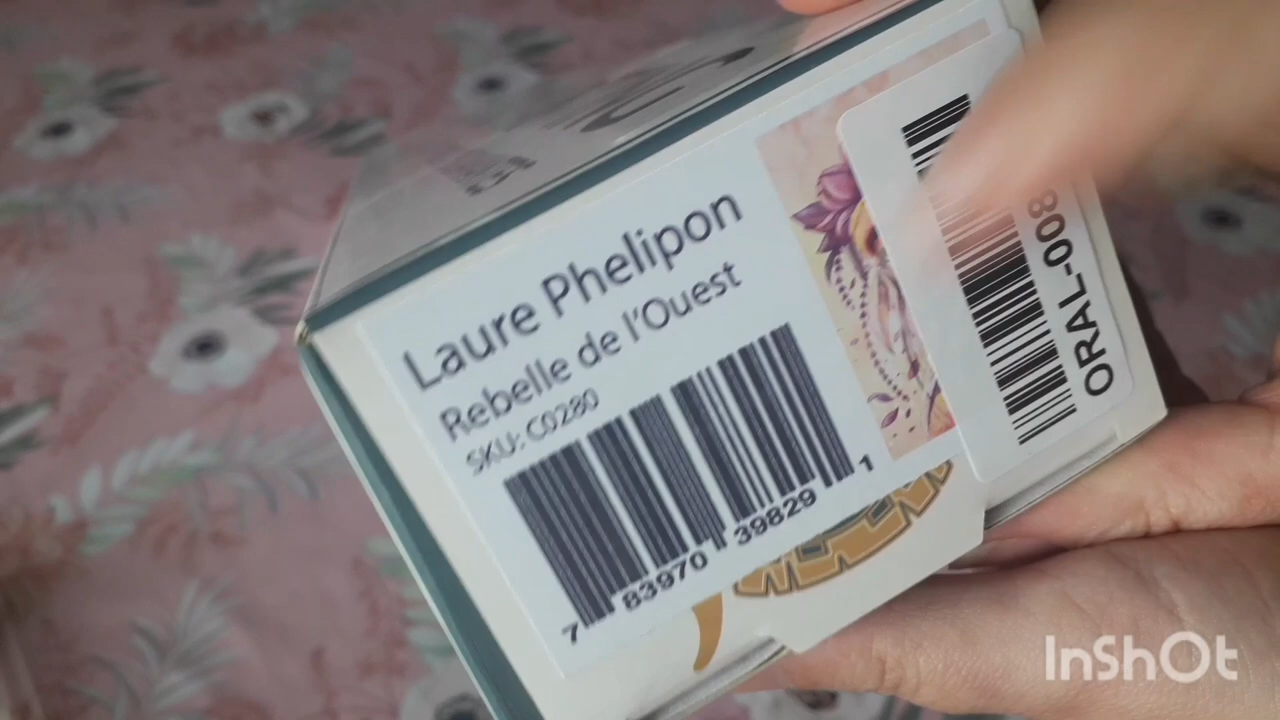 Laure Phelipon
Rebelle de l'Ouest
SKU: C0280
7 83970 39829 1
ORAL-008
InShOt